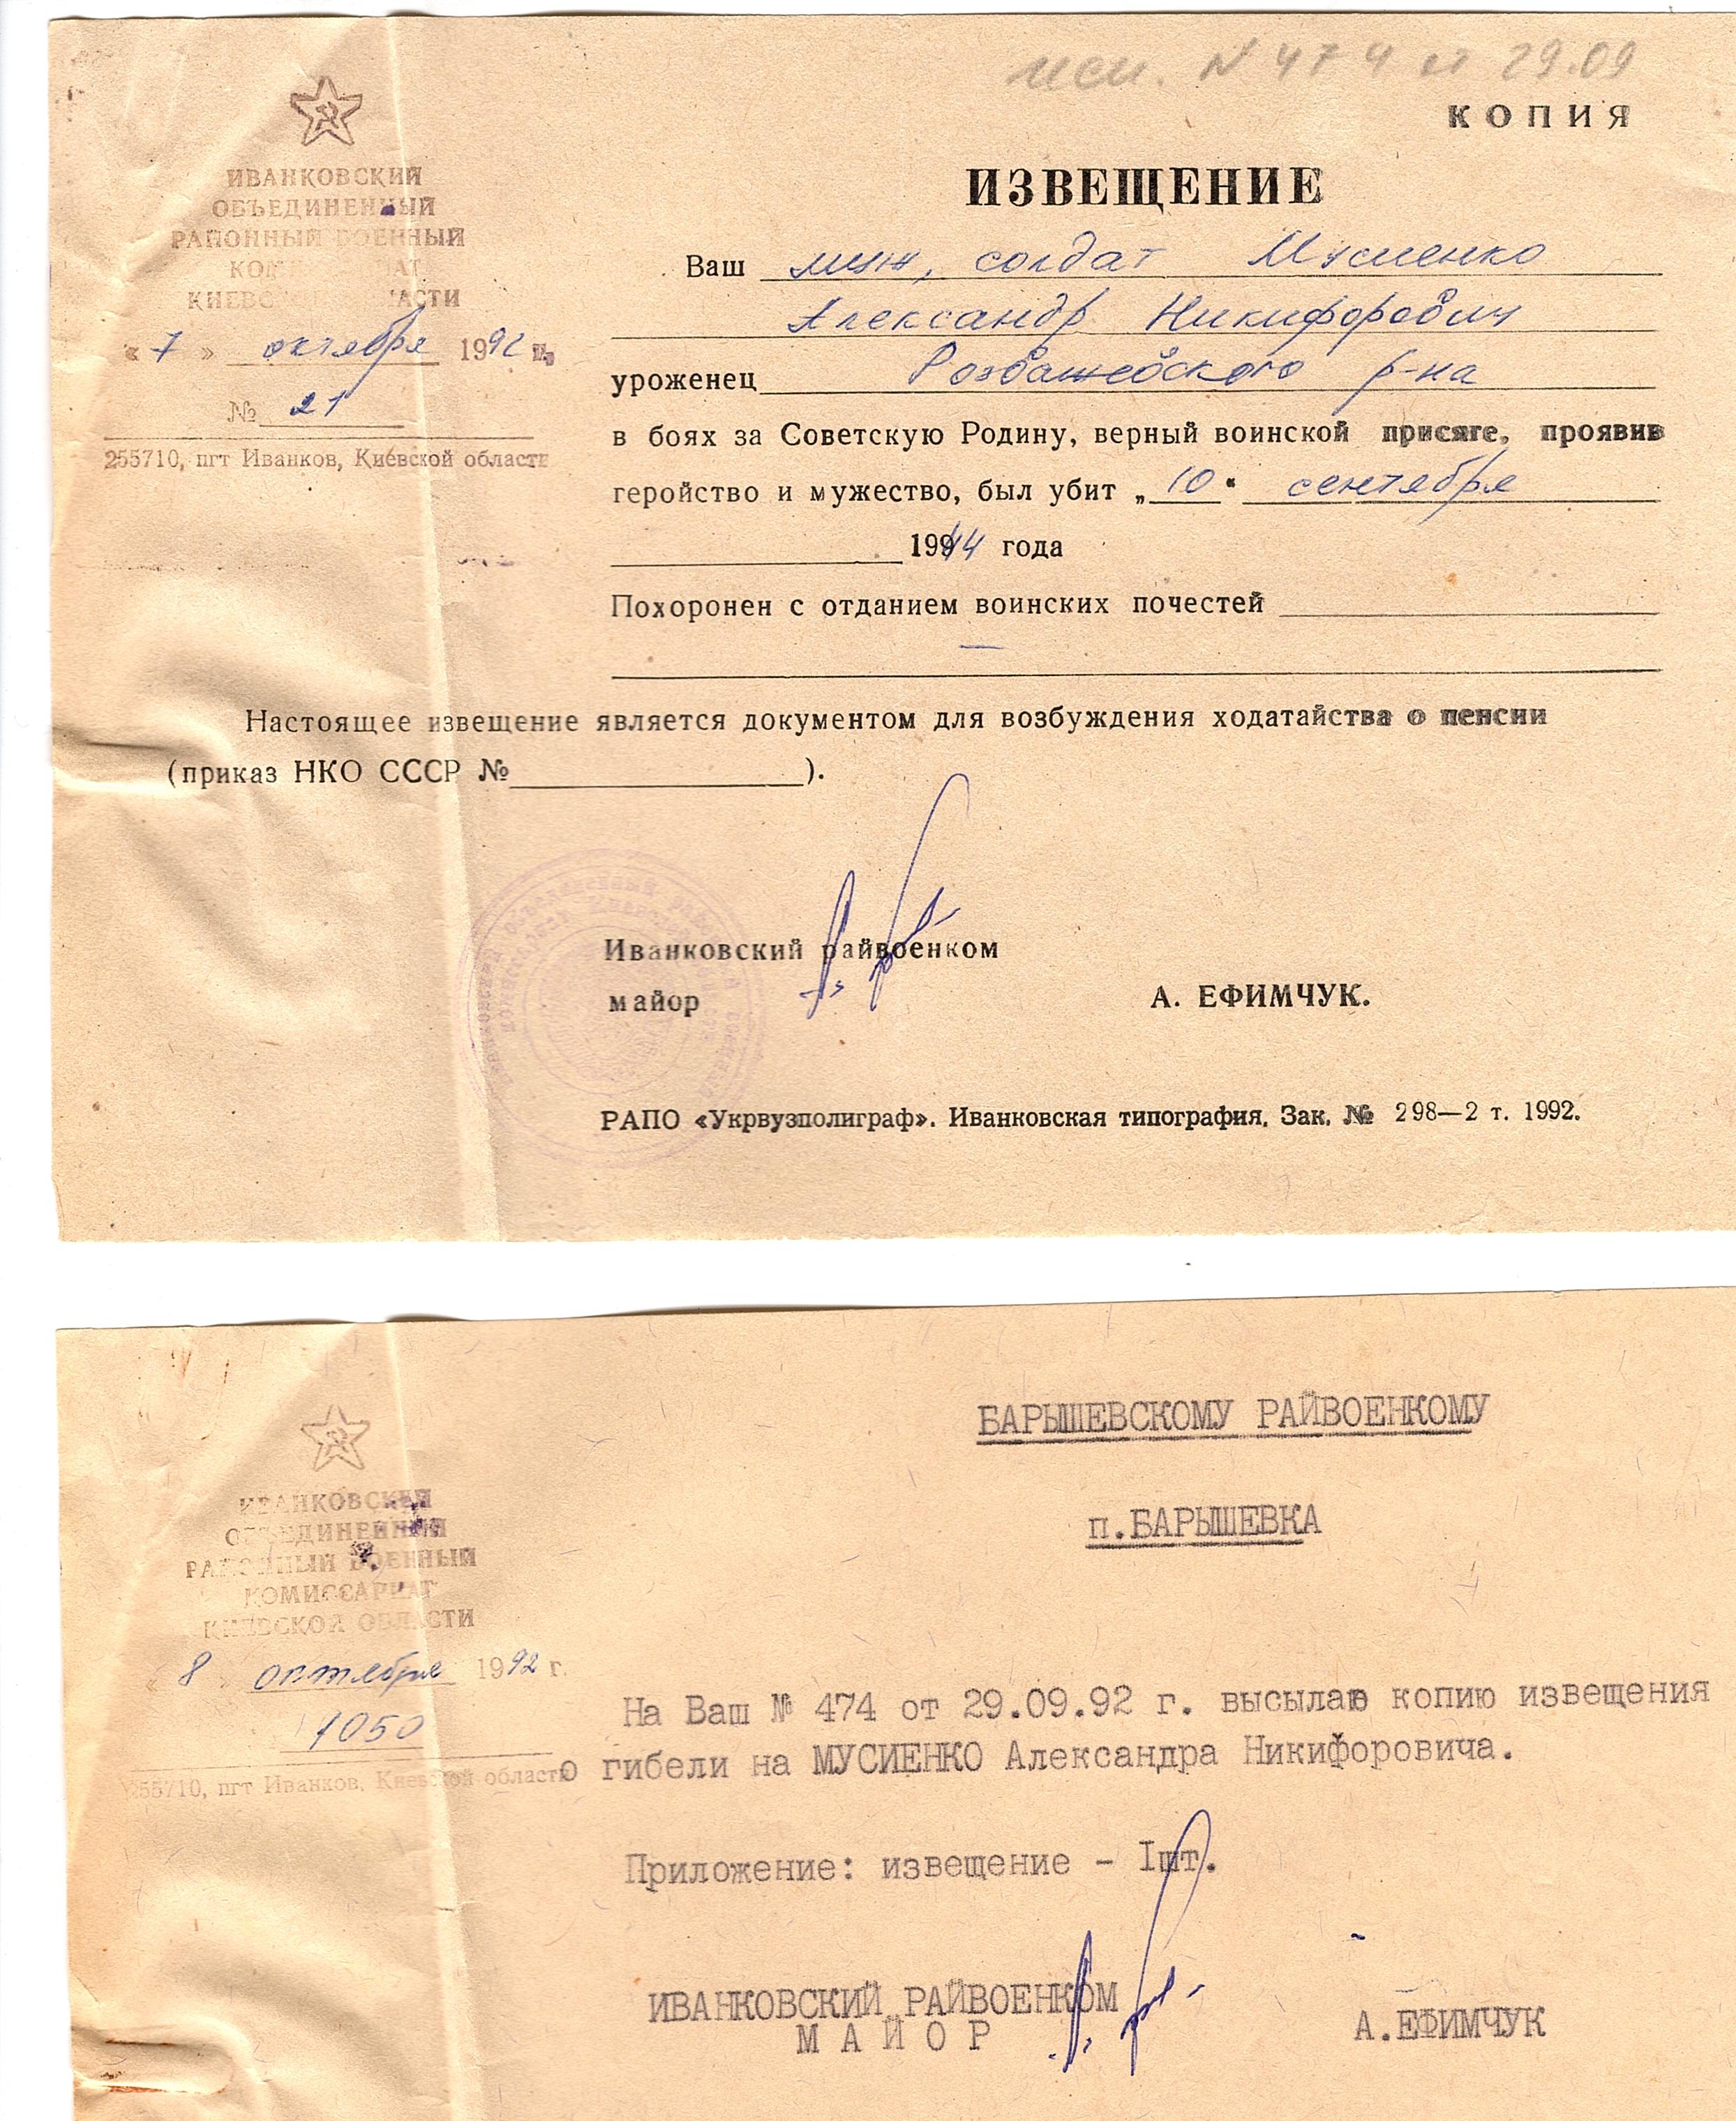 исх. N 474 от 29.09
КОПИЯ
ИЗВЕЩЕНИЕ
ИВАНКОВСКИЙ
ОБЪЕДИНЕННЫЙ
РАЙОННЫЙ ВОЕННЫЙ
КОМИССАРИАТ
КИЕВСКОЙ ОБЛАСТИ
«7» октября 1992 г.
№ 21
255710, пгт Иванков, Киевской области
Ваш муж, солдат Мусиенко
Александр Никифорович
уроженец Розважевского р-на
в боях за Советскую Родину, верный воинской присяге, проявив
геройство и мужество, был убит „10" сентября
1944 года
Похоронен с отданием воинских почестей —
Настоящее извещение является документом для возбуждения ходатайства о пенсии
(приказ НКО СССР № ).
Иванковский райвоенком
майор А. ЕФИМЧУК.
РАПО «Укрвузполиграф». Иванковская типография. Зак. № 298—2 т. 1992.
БАРЫШЕВСКОМУ РАЙВОЕНКОМУ
п.БАРЫШЕВКА
ИВАНКОВСКИЙ
ОБЪЕДИНЕННЫЙ
РАЙОННЫЙ ВОЕННЫЙ
КОМИССАРИАТ
КИЕВСКОЙ ОБЛАСТИ
«8» октября 1992 г.
1050
255710, пгт Иванков, Киевской области
На Ваш № 474 от 29.09.92 г. высылаю копию извещения
о гибели на МУСИЕНКО Александра Никифоровича.
Приложение: извещение - Iшт.
ИВАНКОВСКИЙ РАЙВОЕНКОМ
МАЙОР А.ЕФИМЧУК